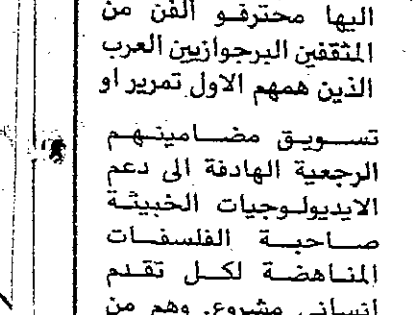 اليها محترفو الفن من
المثقفين البرجوازيين العرب
الذين همهم الاول تمرير او
تسويق مضامينهم
الرجعية الهادفة الى دعم
الايديولوجيات الخبيثة
صاحبة الفلسفات
المناهضة لكل تقدم
انساني مشروع. وهم من